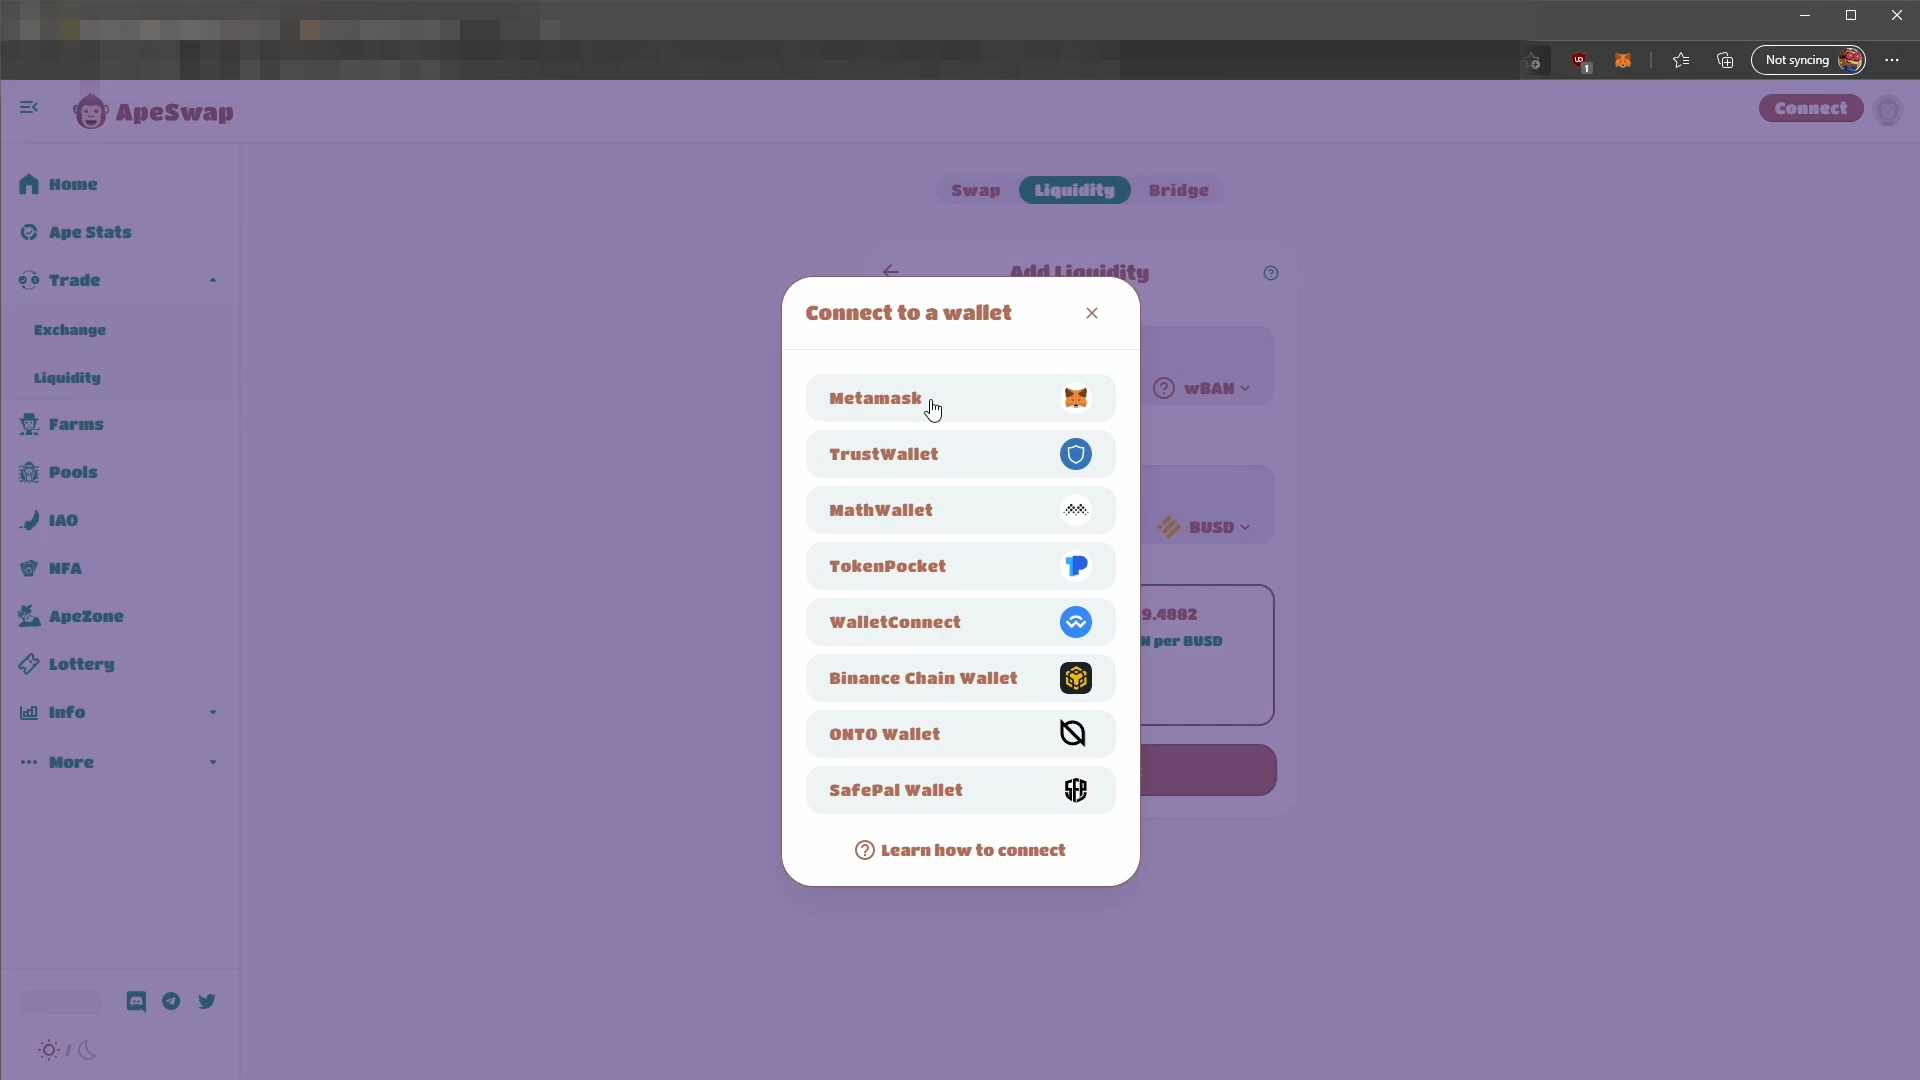 Not syncing
1
ApeSwap
Connect
Home
Ape Stats
Trade
Exchange
Liquidity
Farms
Pools
IAO
NFA
ApeZone
Lottery
Info
More
Swap
Liquidity
Bridge
Add Liquidity
wBAN
BUSD
9.4882
N per BUSD
Connect to a wallet
Metamask
TrustWallet
MathWallet
TokenPocket
WalletConnect
Binance Chain Wallet
ONTO Wallet
SafePal Wallet
SFP
Learn how to connect